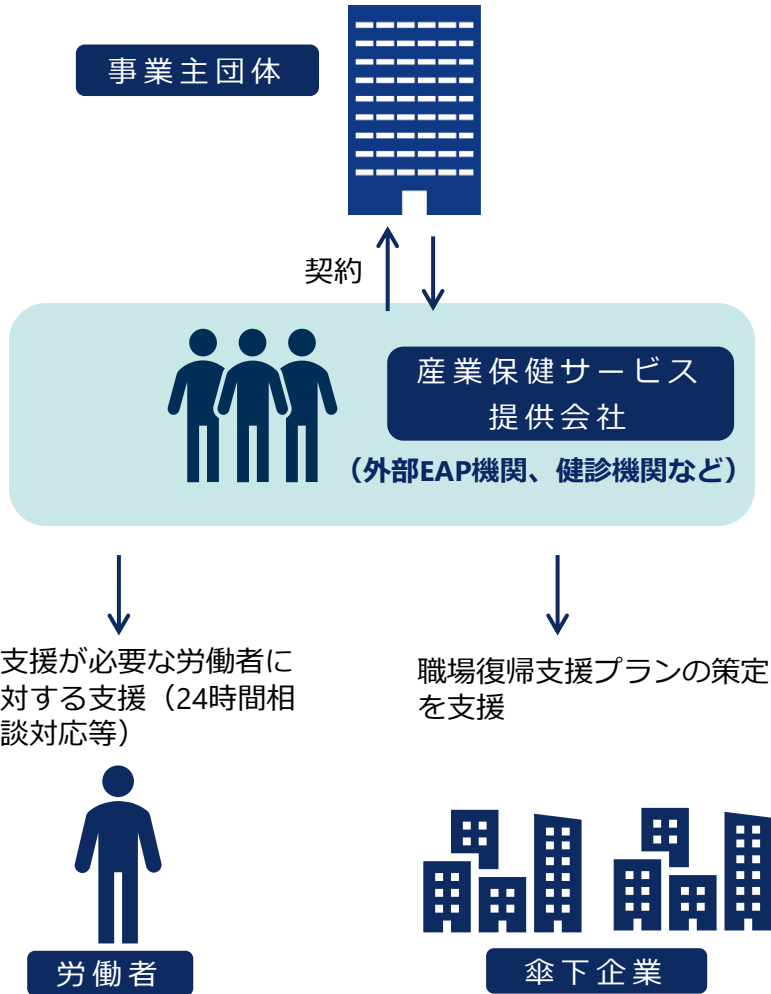 事業主団体
契約
産業保健サービス
提供会社
（外部EAP機関、健診機関など）
支援が必要な労働者に
対する支援（24時間相
談対応等）
職場復帰支援プランの策定
を支援
労働者
傘下企業